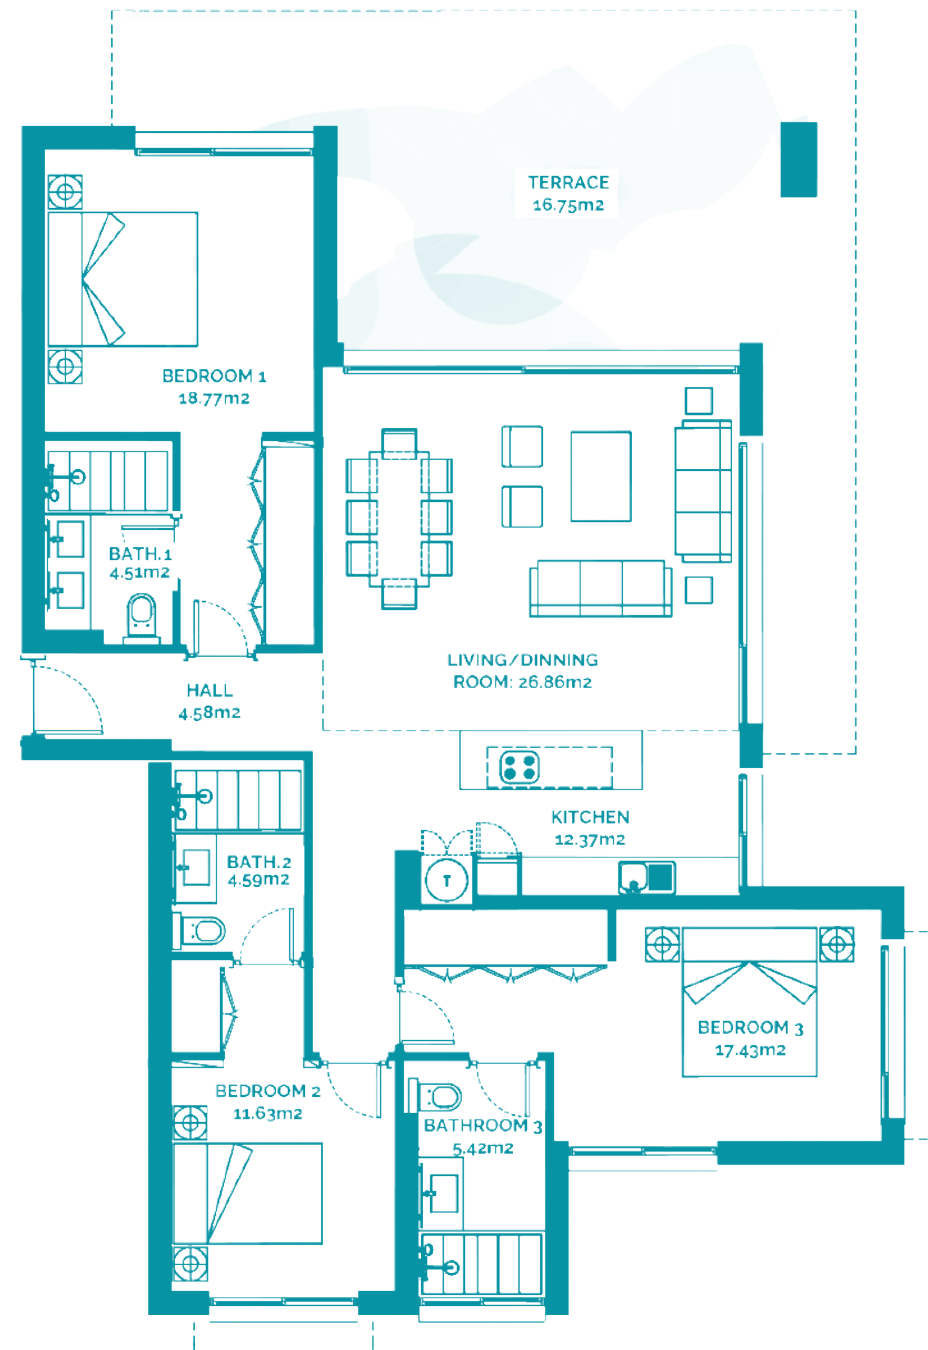 TERRACE
16.75m2
BEDROOM 1
18.77m2
BATH.1
4.51m2
LIVING/DINNING
ROOM: 26.86m2
HALL
4.58m2
KITCHEN
12.37m2
BATH.2
4.59m2
T
BEDROOM 3
17.43m2
BEDROOM 2
11.63m2
BATHROOM 3
5.42m2